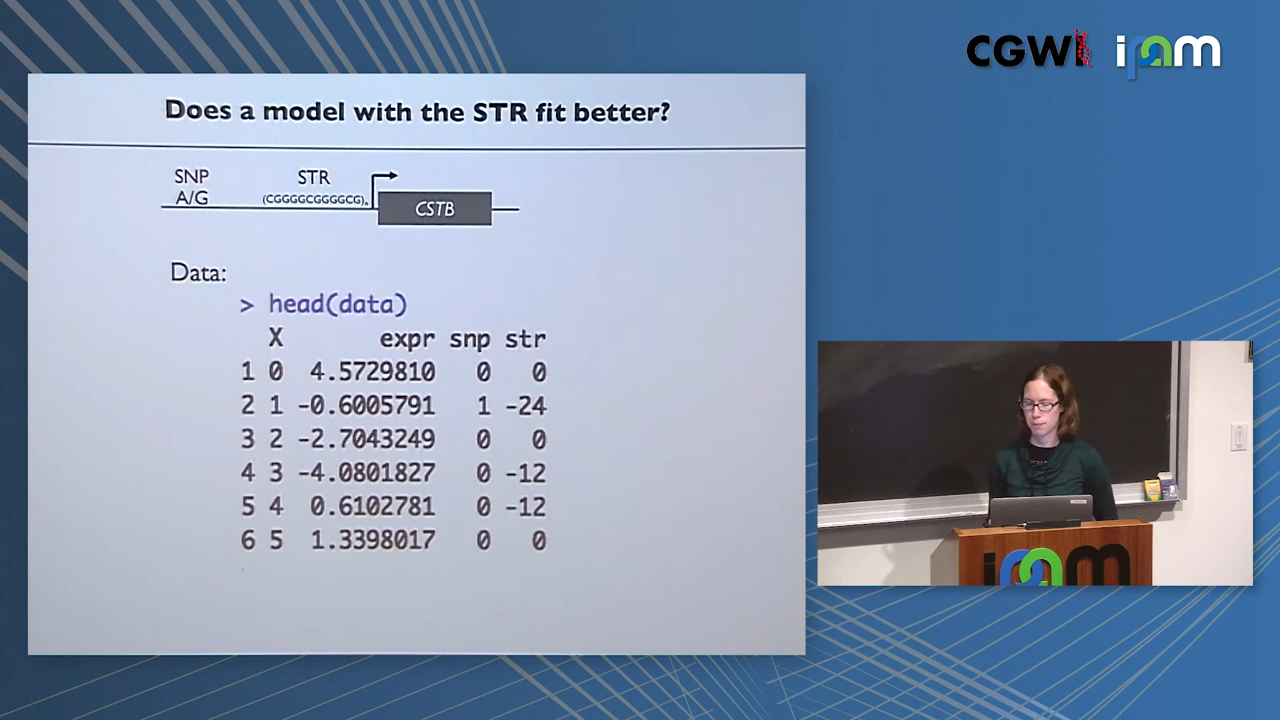 CGWI ipam
Does a model with the STR fit better?
SNP STR
A/G (CGGGGCGGGGCG)n
CSTB
Data:
> head(data)
X expr snp str
1 0 4.5729810 0 0
2 1 -0.6005791 1 -24
3 2 -2.7043249 0 0
4 3 -4.0801827 0 -12
5 4 0.6102781 0 -12
6 5 1.3398017 0 0
ipam